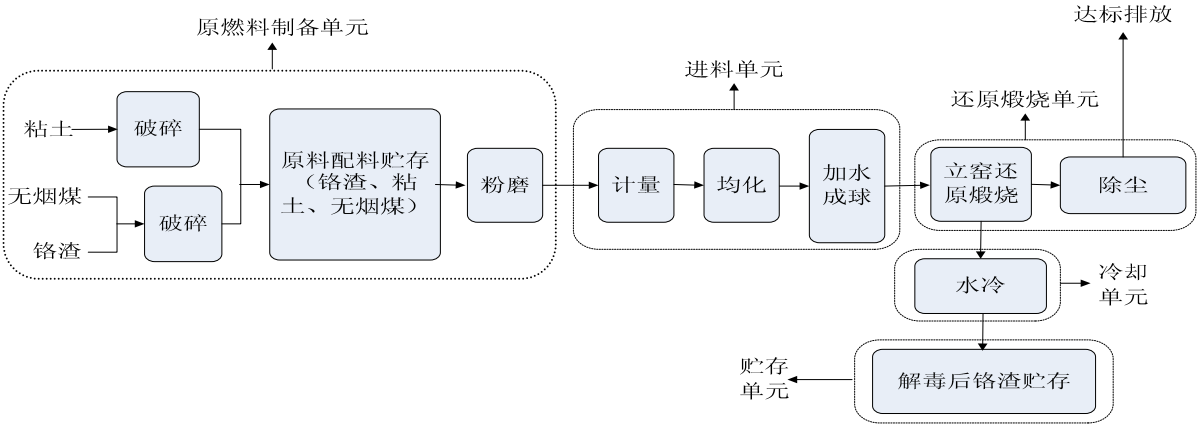 原燃料制备单元
粘土
破碎
无烟煤
铬渣
破碎
原料配料贮存
（铬渣、粘
土、无烟煤）
粉磨
进料单元
计量
均化
加水
成球
达标排放
还原煅烧单元
立窑还
原煅烧
除尘
水冷
冷却
单元
解毒后铬渣贮存
贮存
单元